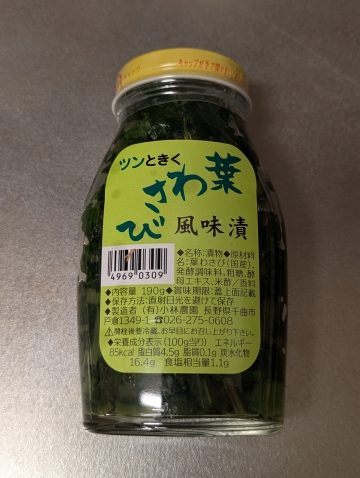 ツンときく
葉わさび
風味漬
4969 0309
◆名称:漬物◆原材料
名:葉わさび(国産)、
発酵調味料、粗糖、酵
母エキス、米酢/香料
◆内容量190g◆賞味期限:蓋上面記載
◆保存方法:直射日光を避けて保存
◆製造者 (有)小林農園 長野県千曲市
戸倉1349-1 ☎026-275-0608
⚠開栓後要冷蔵。お早目にお召し上がり下さい。
◆栄養成分表示(100g当り) エネルギー
85kcal 蛋白質4.5g 脂質0.1g 炭水化物
16.4g 食塩相当量1.1g